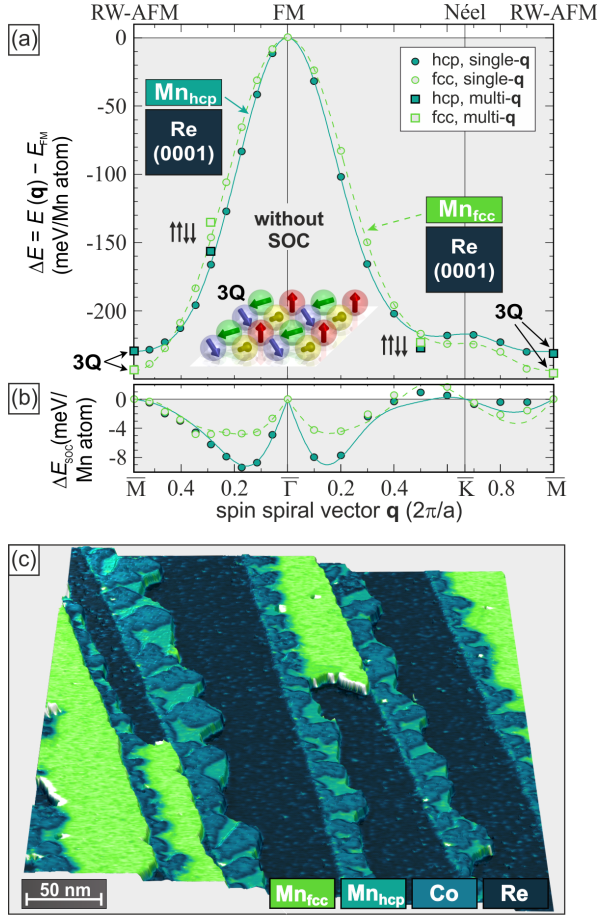 RW-AFM FM Néel RW-AFM
(a)
0
-50
-100
-150
-200
ΔE = E (q) − E_FM
(meV/Mn atom)
hcp, single-q
fcc, single-q
hcp, multi-q
fcc, multi-q
Mn_hcp
Re
(0001)
Mn_fcc
Re
(0001)
without
SOC
↑↑↓↓
↑↑↓↓
3Q
3Q
3Q
(b)
0
-4
-8
ΔE_SOC (meV/
Mn atom)
M̅ 0.4 0.2 Γ̅ 0.2 0.4 K̅ 0.8 M̅
spin spiral vector q (2π/a)
(c)
50 nm
Mn_fcc Mn_hcp Co Re